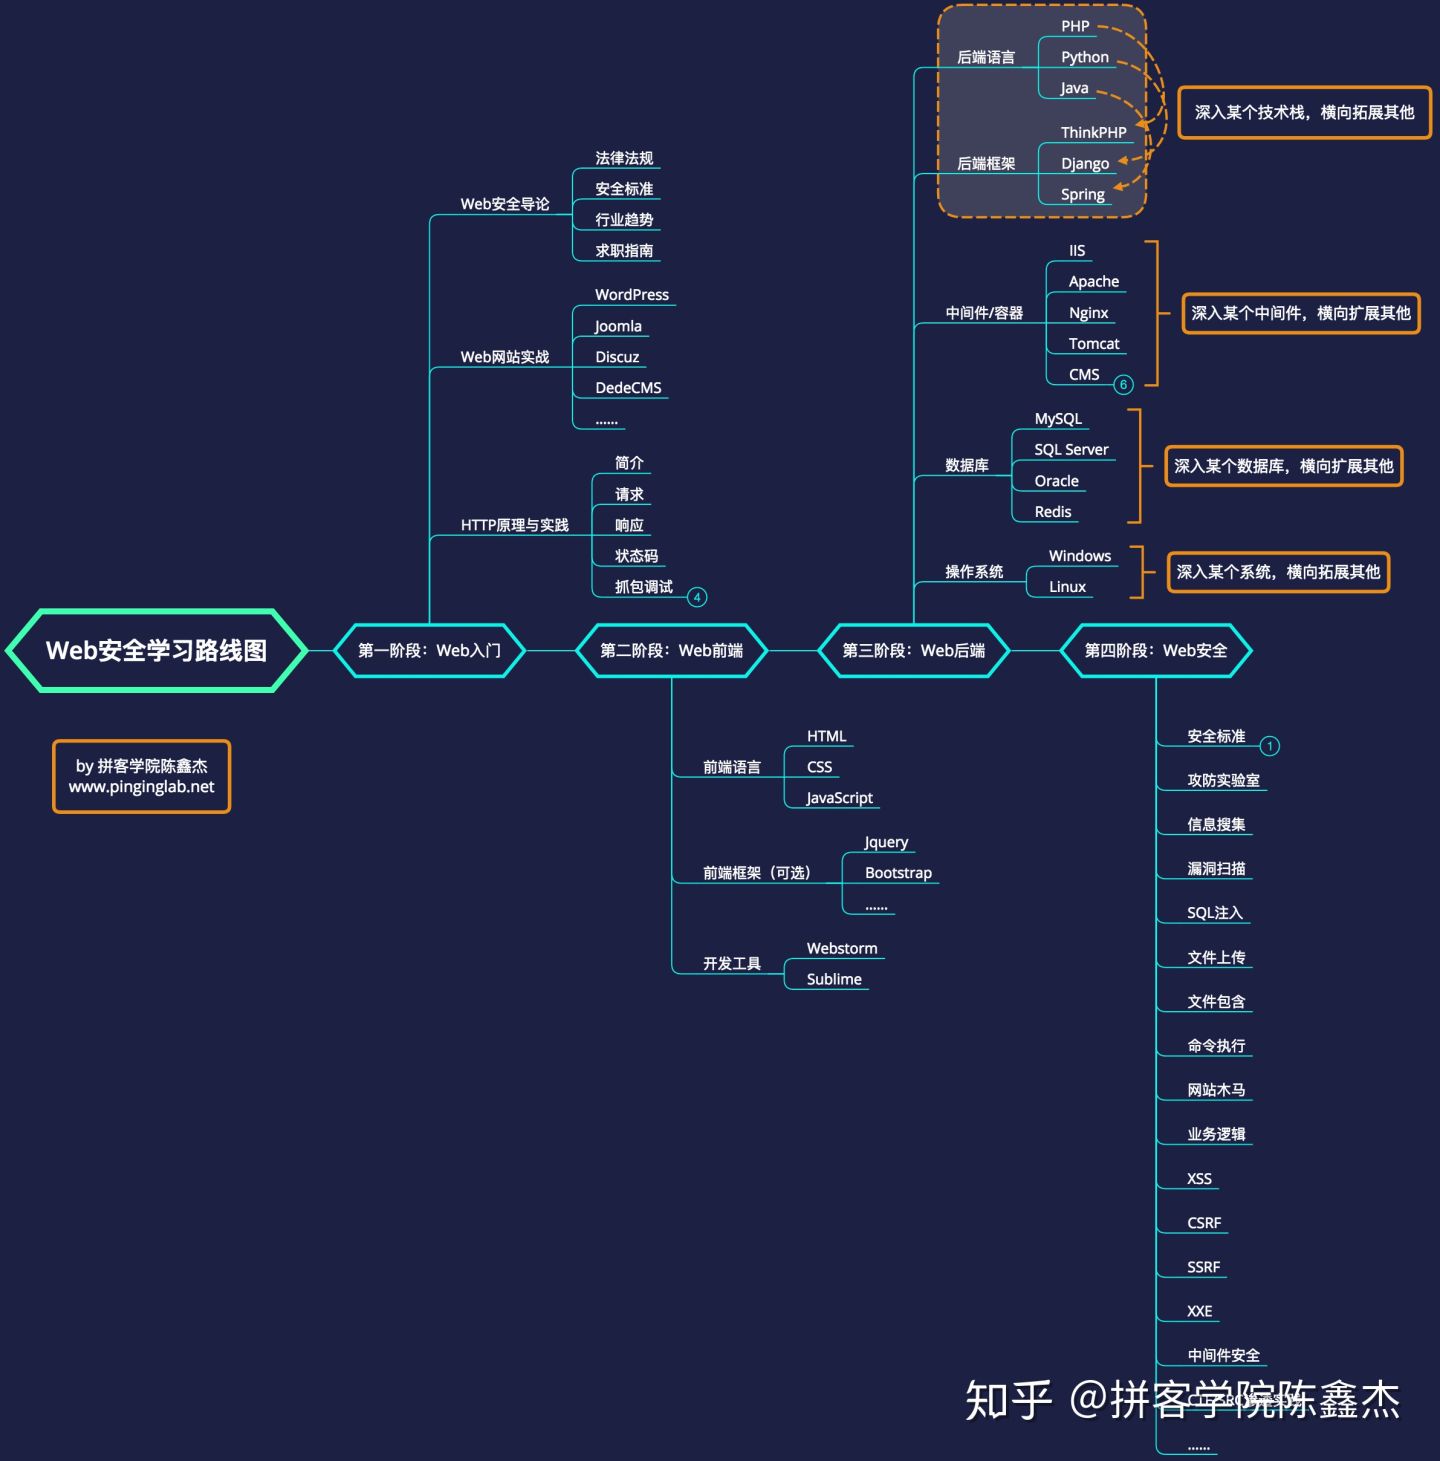 Web安全学习路线图
by 拼客学院陈鑫杰
www.pinginglab.net
第一阶段：Web入门
Web安全导论
法律法规
安全标准
行业趋势
求职指南
Web网站实战
WordPress
Joomla
Discuz
DedeCMS
......
HTTP原理与实践
简介
请求
响应
状态码
抓包调试
4
第二阶段：Web前端
前端语言
HTML
CSS
JavaScript
前端框架（可选）
Jquery
Bootstrap
......
开发工具
Webstorm
Sublime
第三阶段：Web后端
后端语言
PHP
Python
Java
后端框架
ThinkPHP
Django
Spring
深入某个技术栈，横向拓展其他
中间件/容器
IIS
Apache
Nginx
Tomcat
CMS
6
深入某个中间件，横向扩展其他
数据库
MySQL
SQL Server
Oracle
Redis
深入某个数据库，横向扩展其他
操作系统
Windows
Linux
深入某个系统，横向拓展其他
第四阶段：Web安全
安全标准
1
攻防实验室
信息搜集
漏洞扫描
SQL注入
文件上传
文件包含
命令执行
网站木马
业务逻辑
XSS
CSRF
SSRF
XXE
中间件安全
......
知乎 @拼客学院陈鑫杰